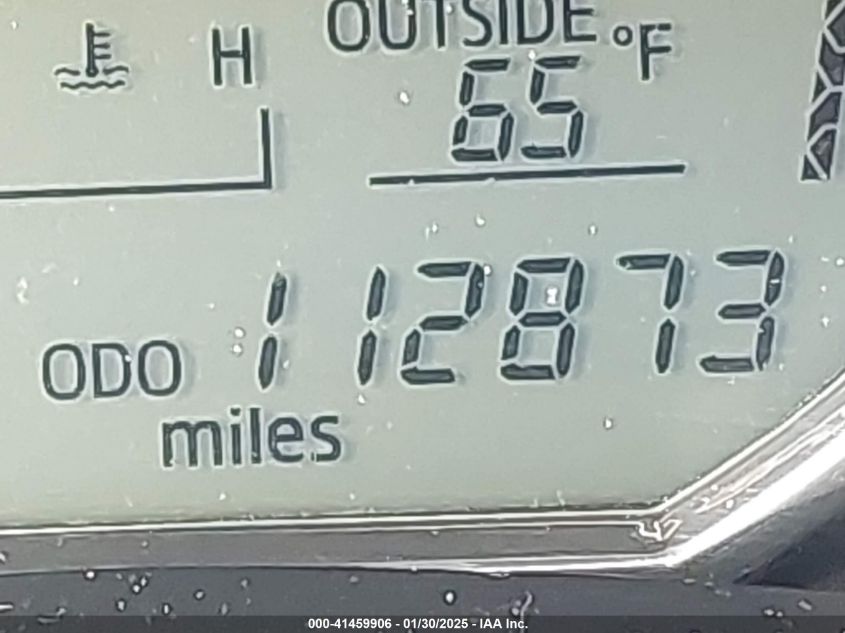 OUTSIDE °F
H
65
ODO 112873
miles
000-41459906 - 01/30/2025 - IAA Inc.